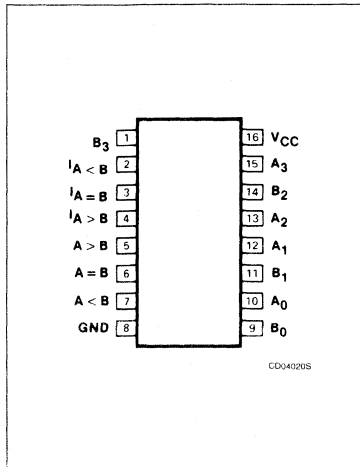 B3 1 16 VCC
IA < B 2 15 A3
IA = B 3 14 B2
IA > B 4 13 A2
A > B 5 12 A1
A = B 6 11 B1
A < B 7 10 A0
GND 8 9 B0
CD04020S